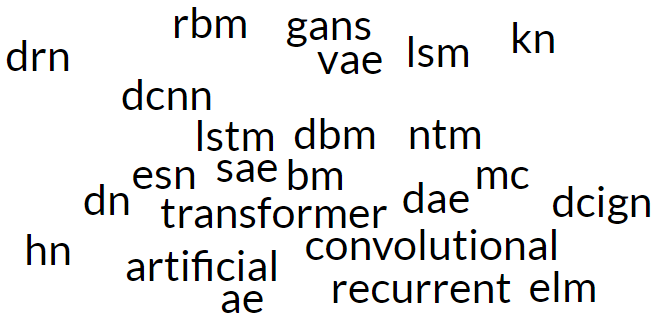 rbm gans
drn vae lsm kn
dcnn
lstm dbm ntm
esn sae bm mc
dn transformer dae dcign
hn artificial convolutional
ae recurrent elm